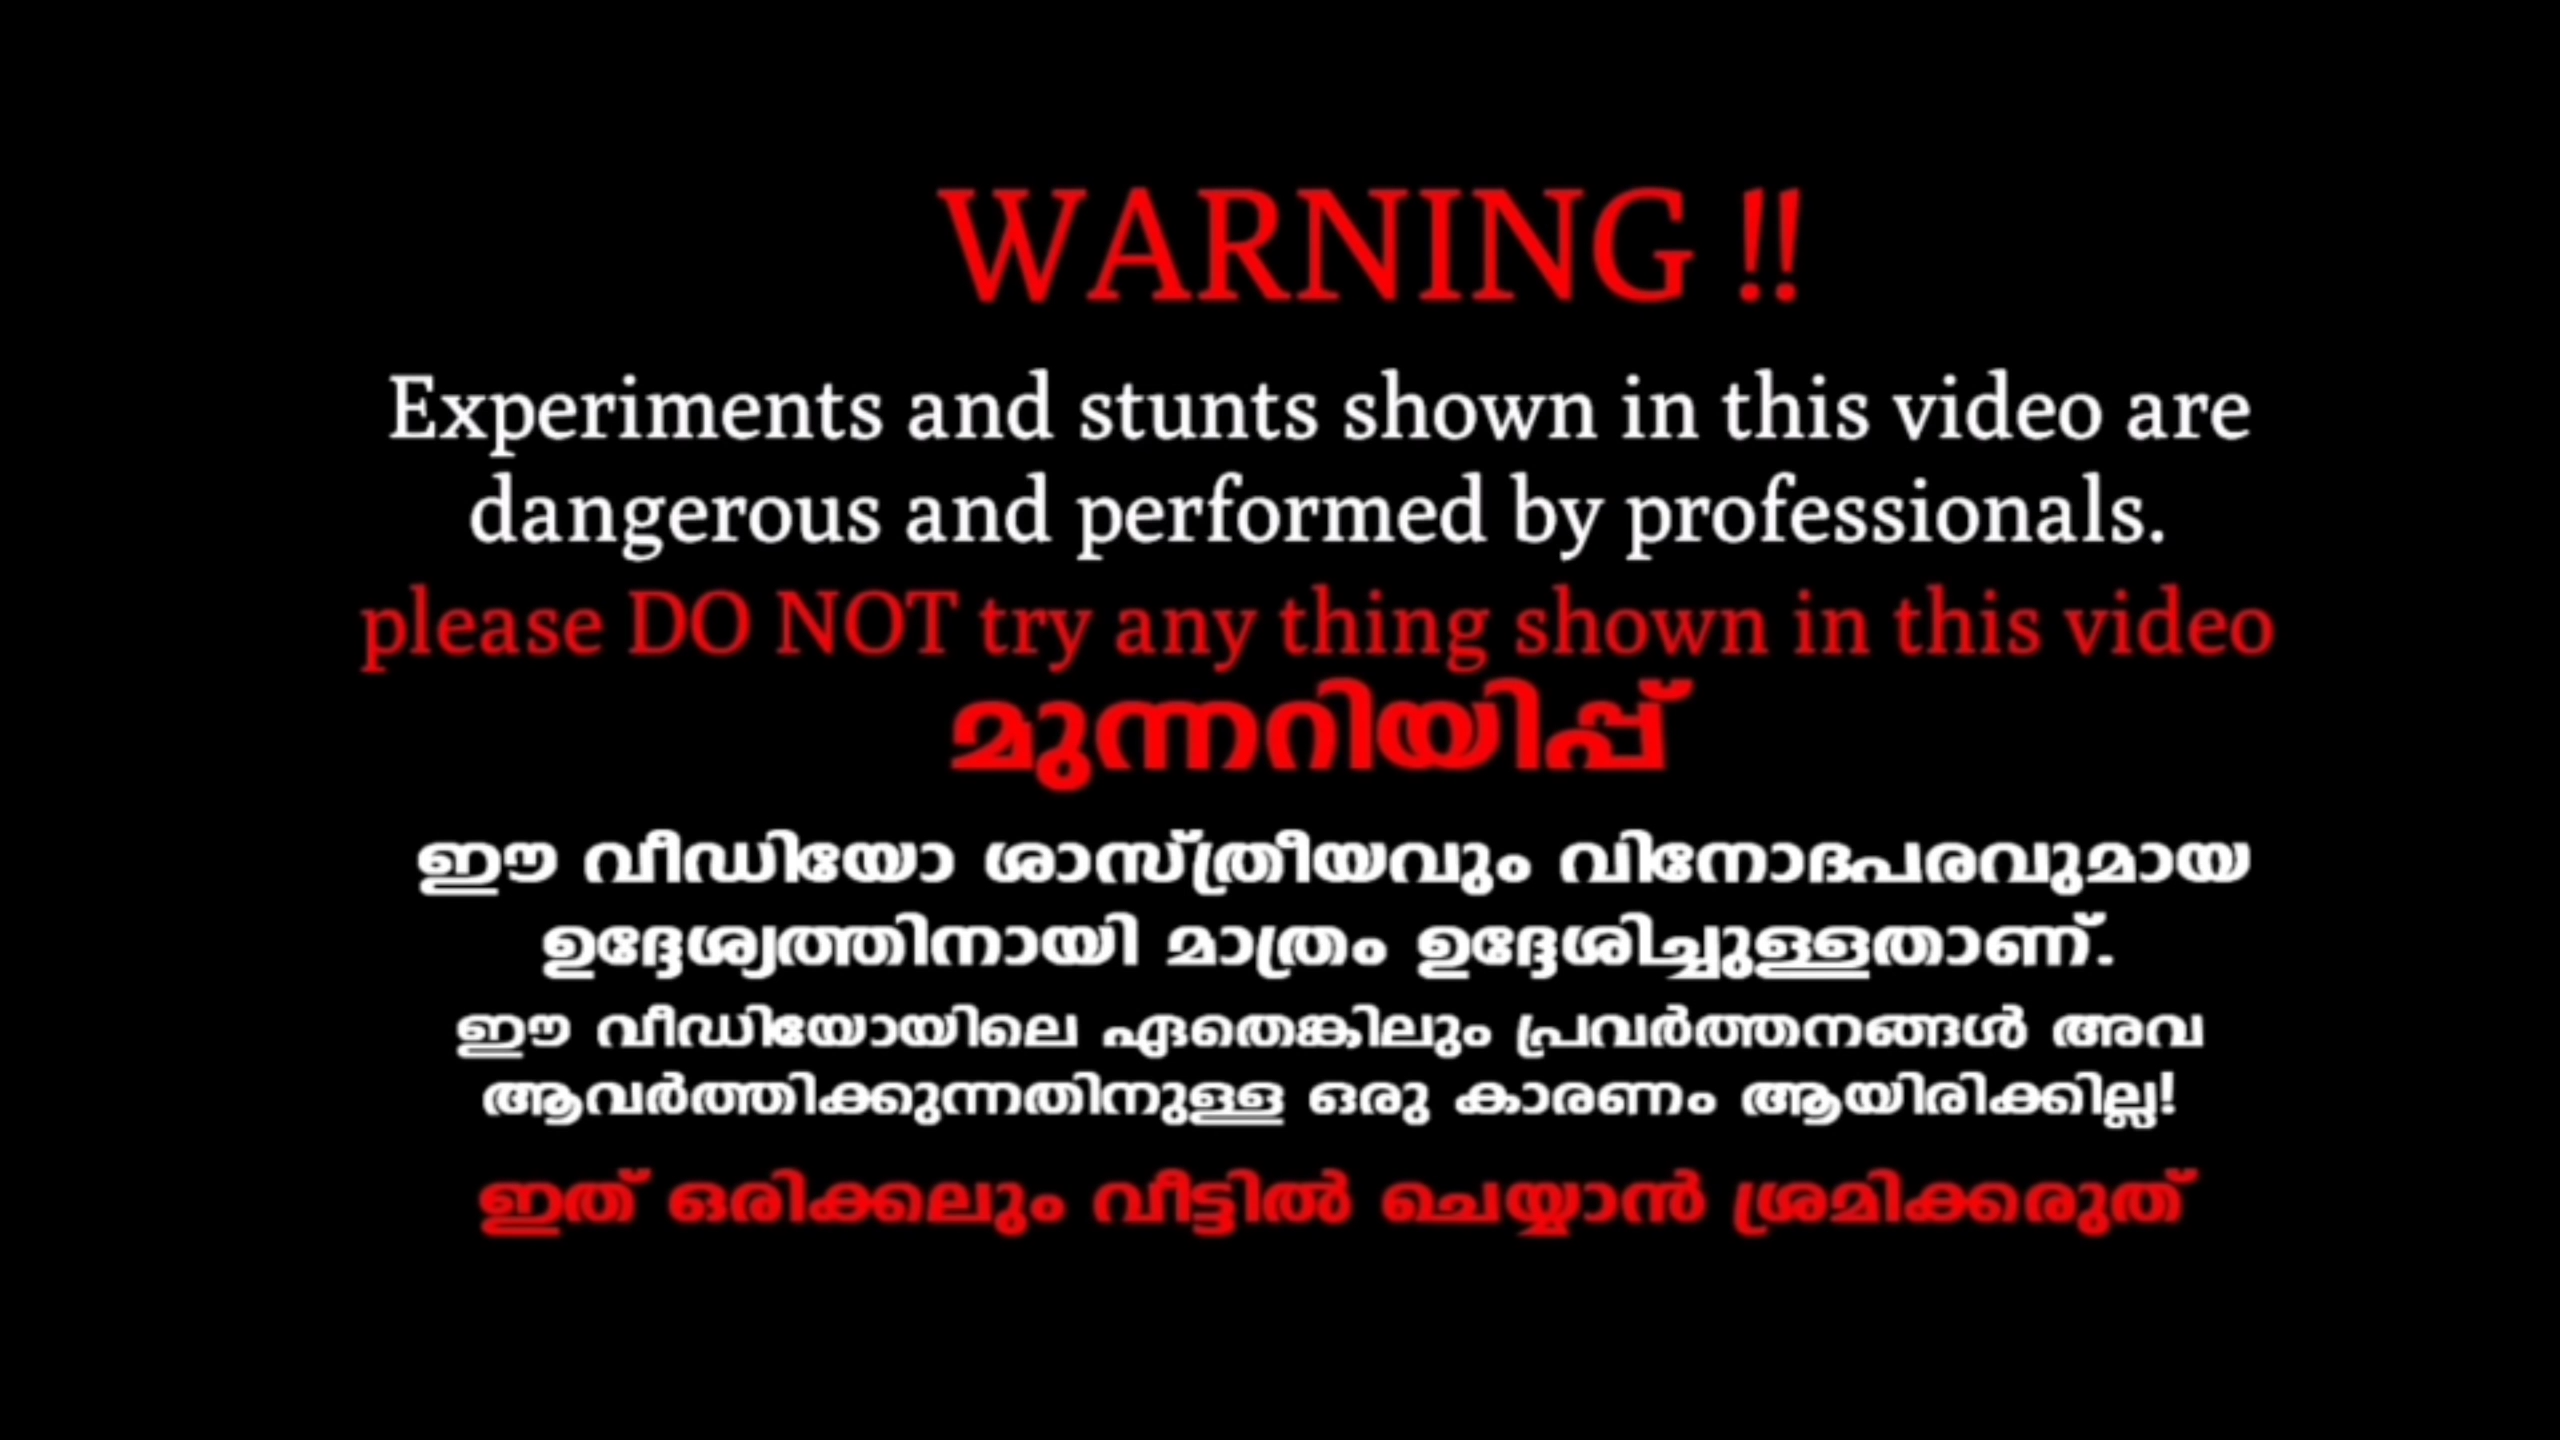 WARNING !!
Experiments and stunts shown in this video are
dangerous and performed by professionals.
please DO NOT try any thing shown in this video
മുന്നറിയിപ്പ്
ഈ വീഡിയോ ശാസ്ത്രീയവും വിനോദപരവുമായ
ഉദ്ദേശ്യത്തിനായി മാത്രം ഉദ്ദേശിച്ചുള്ളതാണ്.
ഈ വീഡിയോയിലെ ഏതെങ്കിലും പ്രവർത്തനങ്ങൾ അവ
ആവർത്തിക്കുന്നതിനുള്ള ഒരു കാരണം ആയിരിക്കില്ല!
ഇത് ഒരിക്കലും വീട്ടിൽ ചെയ്യാൻ ശ്രമിക്കരുത്